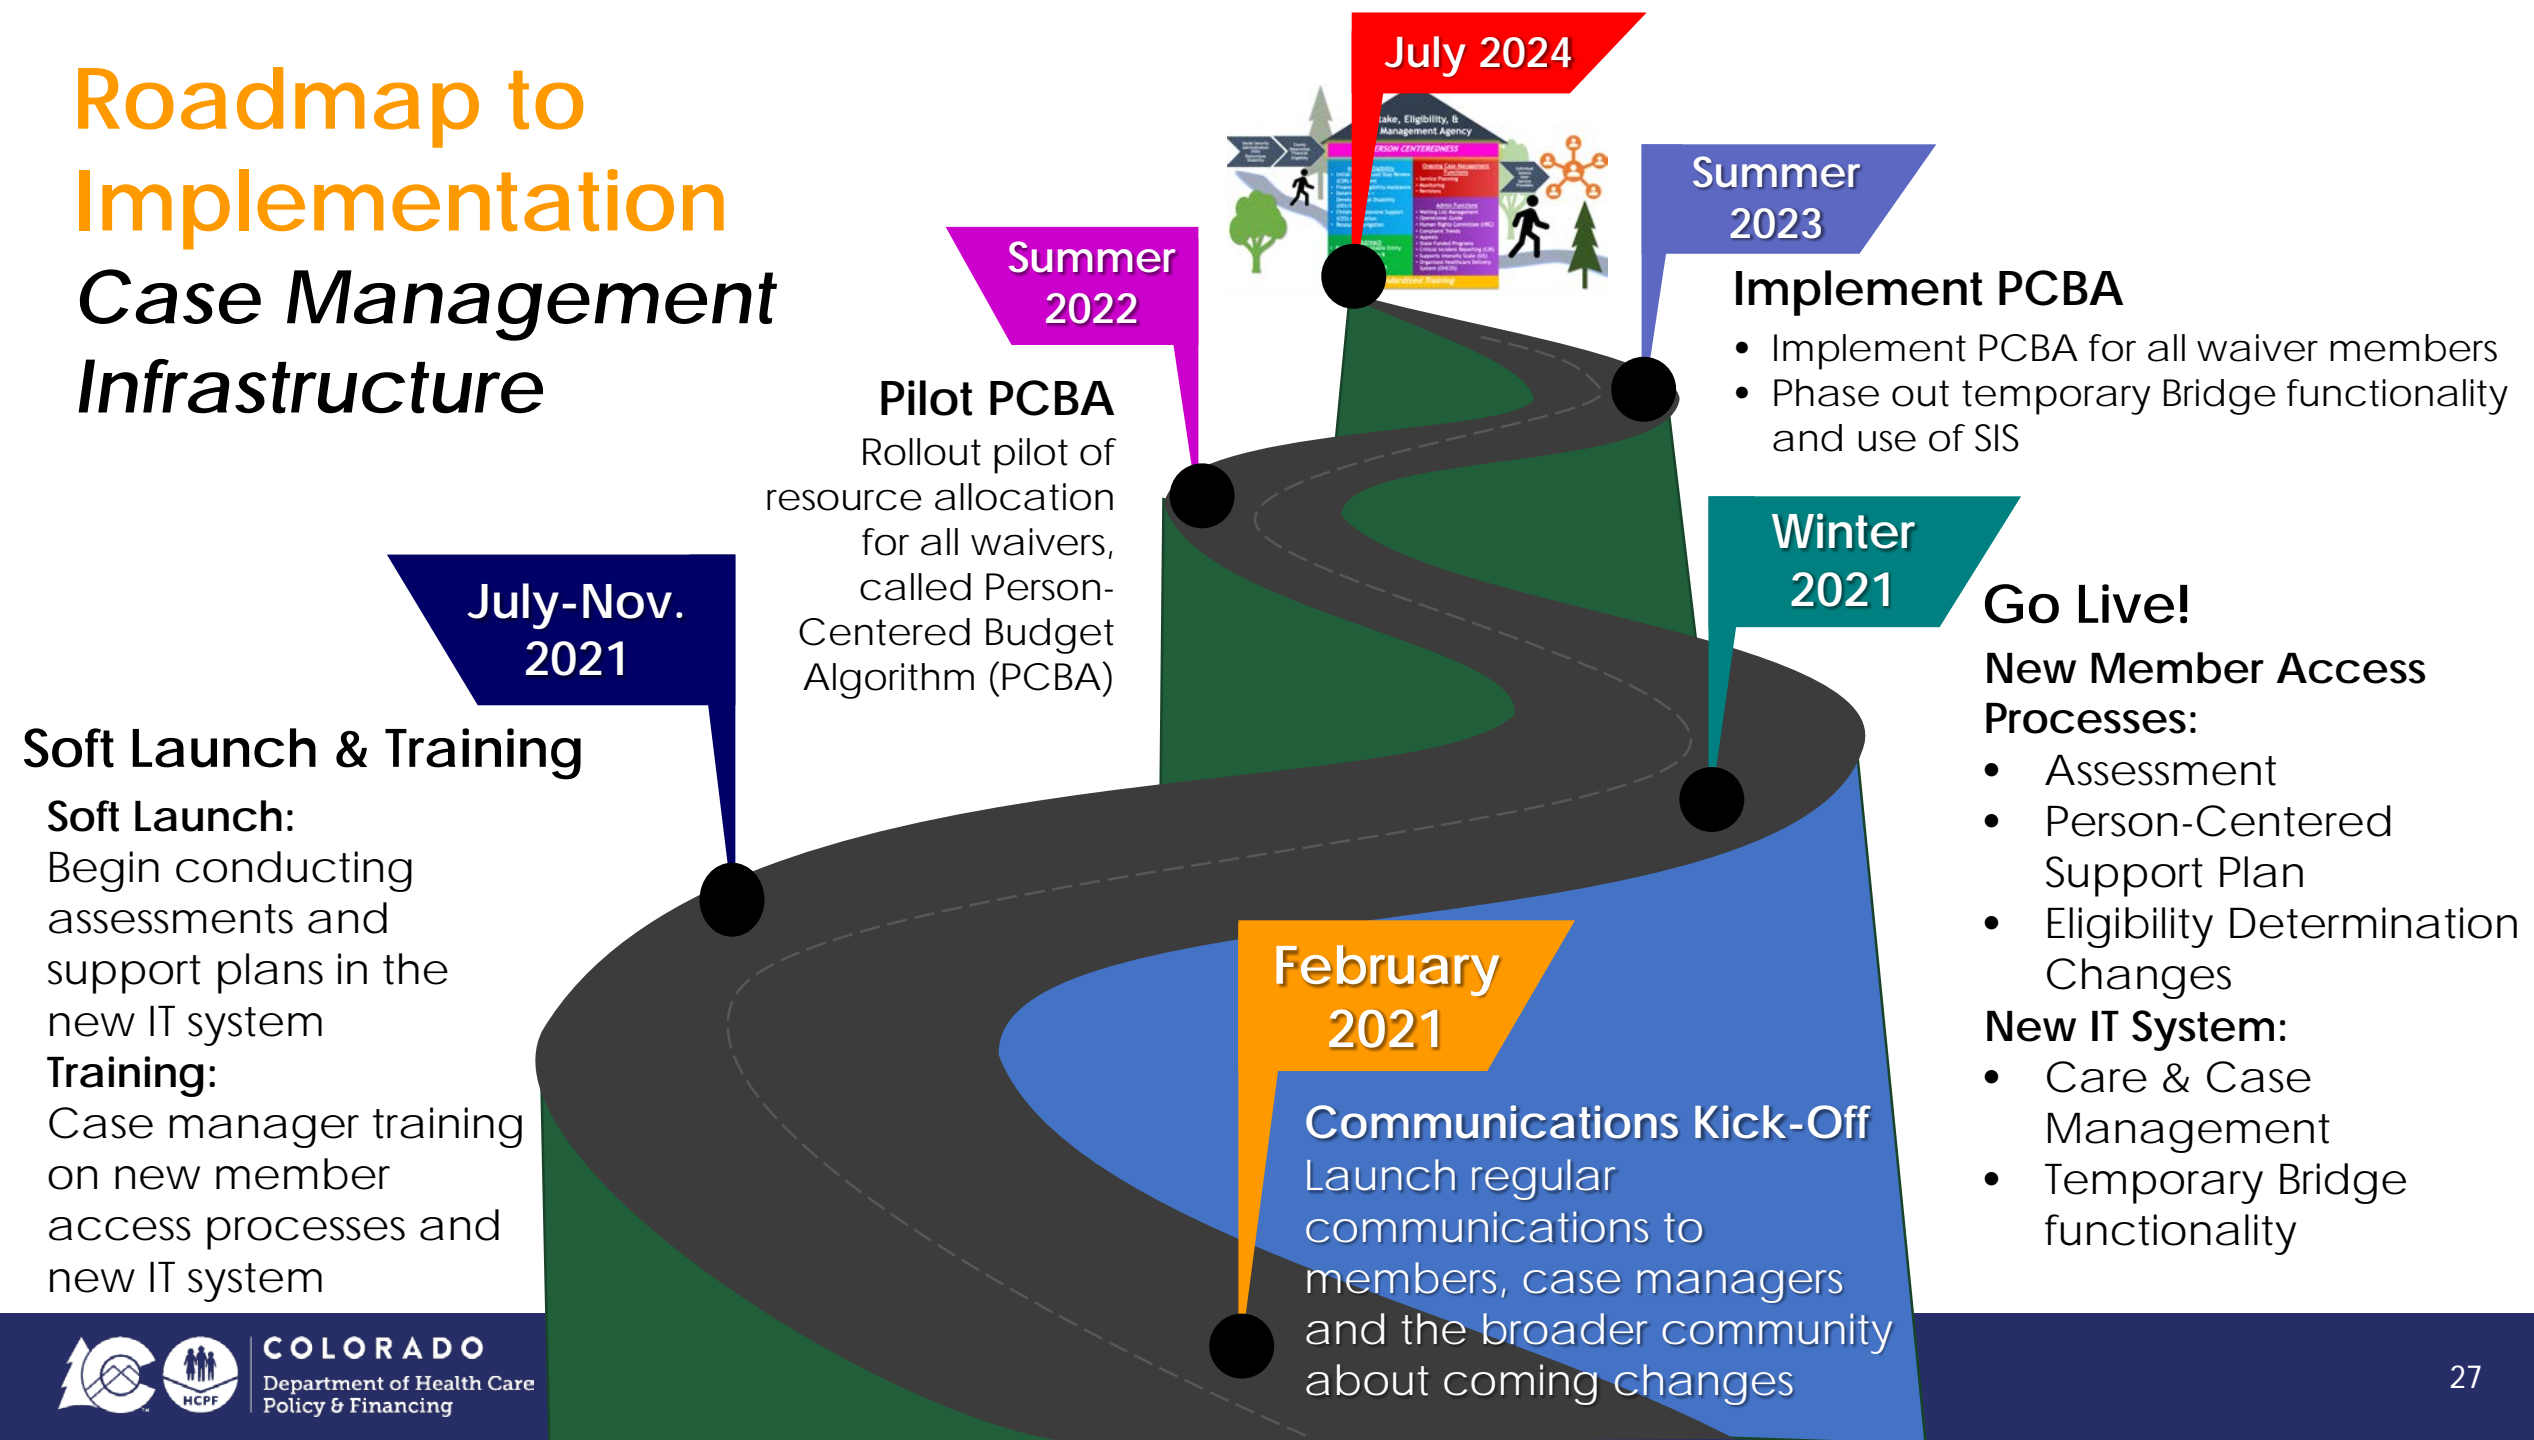 Roadmap to
Implementation
Case Management
Infrastructure
July 2024
Management Agency
Summer
2023
Implement PCBA
• Implement PCBA for all waiver members
• Phase out temporary Bridge functionality
and use of SIS
Summer
2022
Pilot PCBA
Rollout pilot of
resource allocation
for all waivers,
called Person-
Centered Budget
Algorithm (PCBA)
Winter
2021
Go Live!
New Member Access
Processes:
• Assessment
• Person-Centered
Support Plan
• Eligibility Determination
Changes
New IT System:
• Care & Case
Management
• Temporary Bridge
functionality
July-Nov.
2021
Soft Launch & Training
Soft Launch:
Begin conducting
assessments and
support plans in the
new IT system
Training:
Case manager training
on new member
access processes and
new IT system
February
2021
Communications Kick-Off
Launch regular
communications to
members, case managers
and the broader community
about coming changes
HCPF
COLORADO
Department of Health Care
Policy & Financing
27